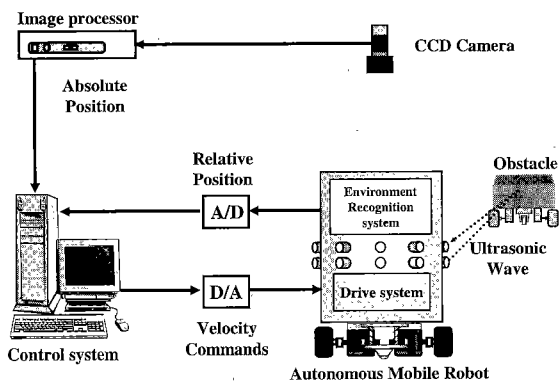 Image processor
CCD Camera
Absolute
Position
Relative
Position
Obstacle
Environment
Recognition
system
A/D
Ultrasonic
Wave
D/A
Drive system
Velocity
Commands
Control system
Autonomous Mobile Robot